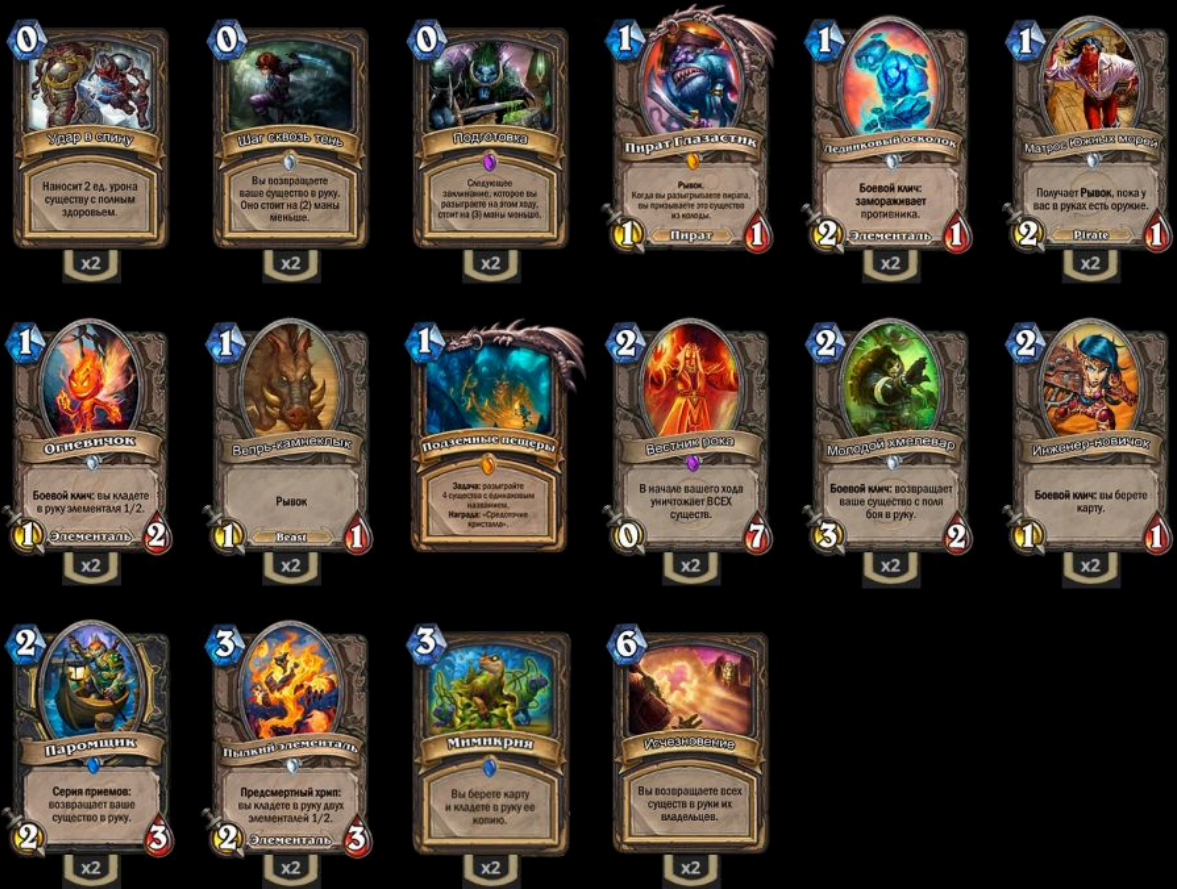 0
Удар в спину
Наносит 2 ед. урона
существу с полным
здоровьем.
x2
0
Шаг сквозь тень
Вы возвращаете
ваше существо в руку.
Оно стоит на (2) маны
меньше.
x2
0
Подготовка
Следующее
заклинание, которое вы
разыграете на этом ходу,
стоит на (3) маны меньше.
x2
1
Пират Глазастик
Рывок.
Когда вы разыгрываете пирата,
вы призываете это существо
из колоды.
1
Пират
1
1
Ледниковый осколок
Боевой клич:
замораживает
противника.
2
Элементаль
1
x2
1
Матрос Южных морей
Получает Рывок, пока у
вас в руках есть оружие.
2
Pirate
1
x2
1
Огневичок
Боевой клич: вы кладете
в руку элементаля 1/2.
1
Элементаль
2
x2
1
Вепрь-камнеклык
Рывок
1
Beast
1
x2
1
Подземные пещеры
Задача: разыграйте
4 существа с одинаковым
названием.
Награда: «Средоточие
кристалла».
2
Вестник рока
В начале вашего хода
уничтожает ВСЕХ
существ.
0
7
x2
2
Молодой хмелевар
Боевой клич: возвращает
ваше существо с поля
боя в руку.
3
2
x2
2
Инженер-новичок
Боевой клич: вы берете
карту.
1
1
x2
2
Паромщик
Серия приемов:
возвращает ваше
существо в руку.
2
3
x2
3
Пылкий элементаль
Предсмертный хрип:
вы кладете в руку двух
элементалей 1/2.
2
Элементаль
3
x2
3
Мимикрия
Вы берете карту
и кладете в руку ее
копию.
x2
6
Исчезновение
Вы возвращаете всех
существ в руки их
владельцев.
x2